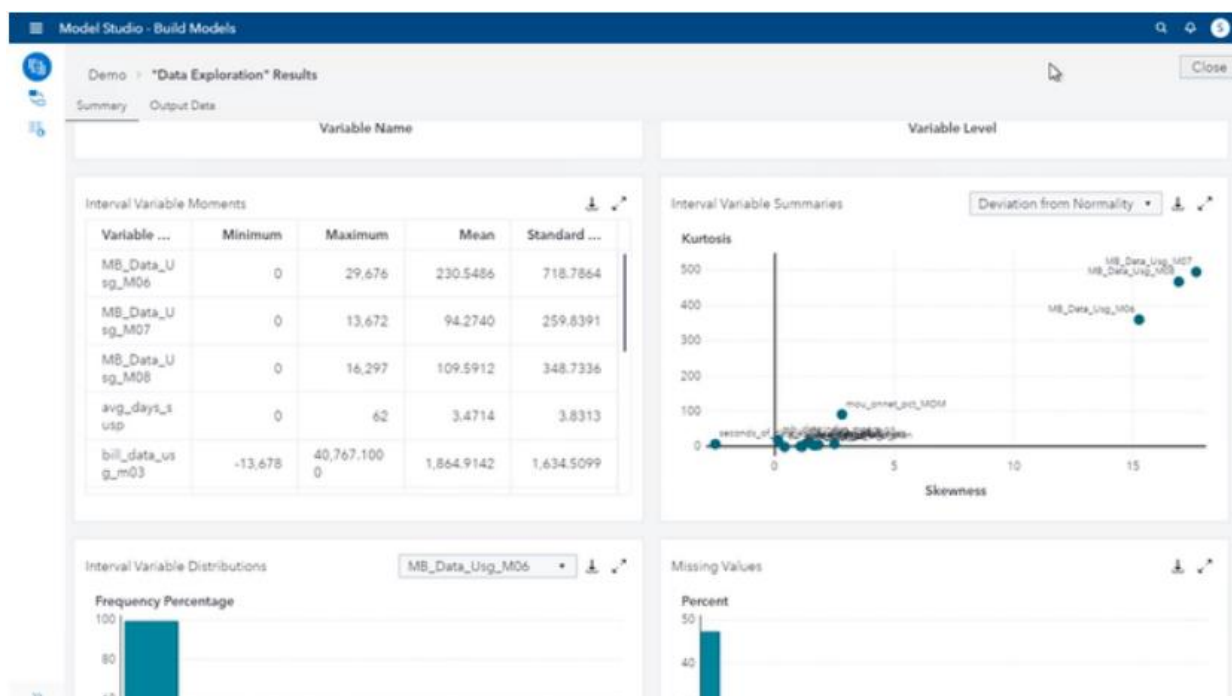 Model Studio - Build Models
S
Demo "Data Exploration" Results
Close
Summary Output Data
Variable Name
Variable Level
Interval Variable Moments
Variable ... Minimum Maximum Mean Standard ...
MB_Data_U
sg_M06
0 29,676 230.5486 718.7864
MB_Data_U
sg_M07
0 13,672 94.2740 259.8391
MB_Data_U
sg_M08
0 16,297 109.5912 348.7336
avg_days_s
usp
0 62 3.4714 3.8313
bill_data_us
g_m03
-13,678 40,767.100
0
1,864.9142 1,634.5099
Interval Variable Summaries
Deviation from Normality
Kurtosis
500
400
300
200
100
0
MB_Data_Usg_M07
MB_Data_Usg_M08
MB_Data_Usg_M06
mou_onnet_pct_MOM
0 5 10 15
Skewness
Interval Variable Distributions
MB_Data_Usg_M06
Frequency Percentage
100
80
Missing Values
Percent
50
40